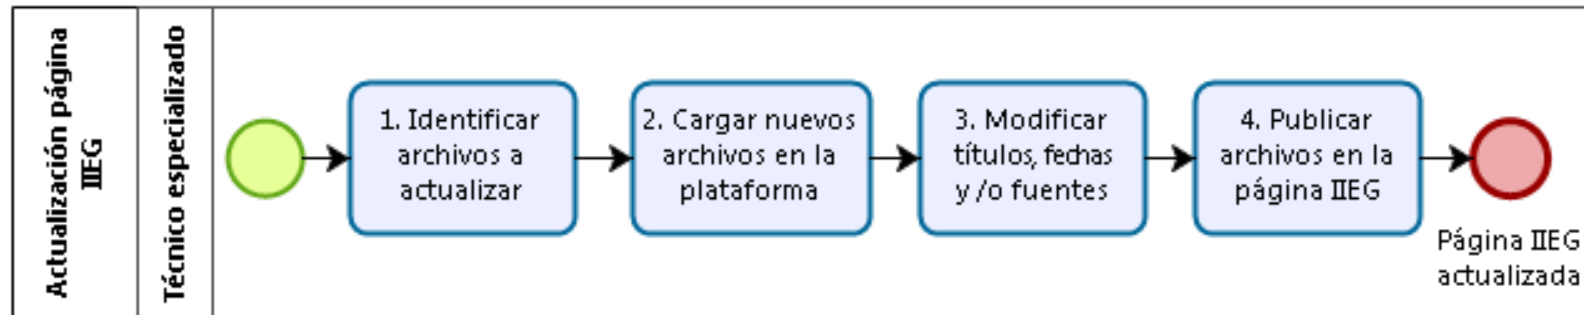 Actualización página
IIEG
Técnico especializado
1. Identificar
archivos a
actualizar
2. Cargar nuevos
archivos en la
plataforma
3. Modificar
títulos, fechas
y /o fuentes
4. Publicar
archivos en la
página IIEG
Página IIEG
actualizada